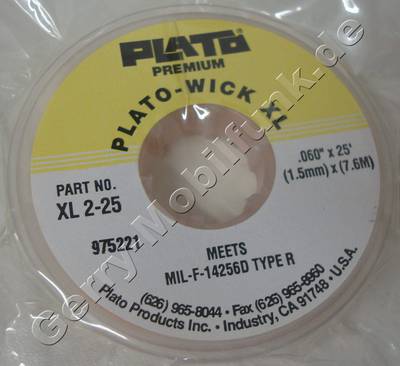 PLATO
PREMIUM
PLATO-WICK XL
.060" x 25'
(1.5mm) x (7.6M)
PART NO.
XL 2-25
975221
MEETS
MIL-F-14256D TYPE R
(626) 965-8044 • Fax (626) 965-8960
Plato Products Inc. • Industry, CA 91748 • U.S.A.
Gerry-Mobilfunk.de